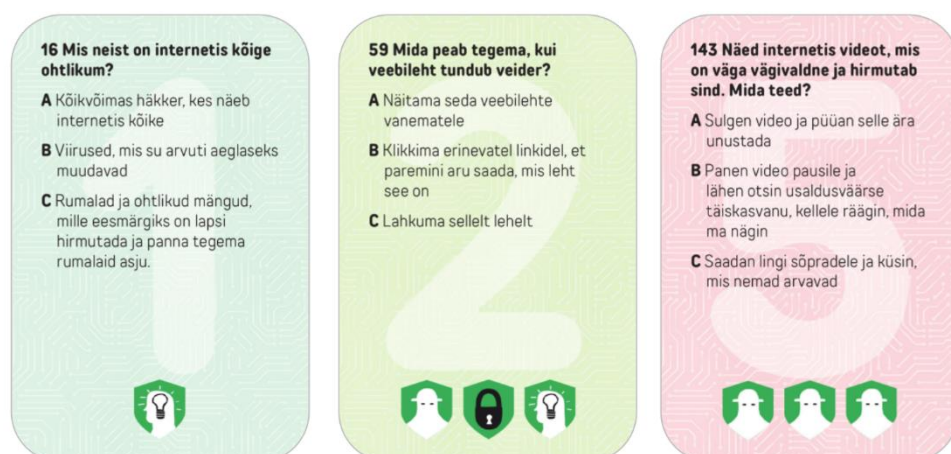 16 Mis neist on internetis kõige
ohtlikum?
A Kõikvõimas häkker, kes näeb
internetis kõike
B Viirused, mis su arvuti aeglaseks
muudavad
C Rumalad ja ohtlikud mängud,
mille eesmärgiks on lapsi
hirmutada ja panna tegema
rumalaid asju.
1
59 Mida peab tegema, kui
veebileht tundub veider?
A Näitama seda veebilehte
vanematele
B Klikkima erinevatel linkidel, et
paremini aru saada, mis leht
see on
C Lahkuma sellelt lehelt
2
143 Näed internetis videot, mis
on väga vägivaldne ja hirmutab
sind. Mida teed?
A Sulgen video ja püüan selle ära
unustada
B Panen video pausile ja
lähen otsin usaldusväärse
täiskasvanu, kellele räägin, mida
ma nägin
C Saadan lingi sõpradele ja küsin,
mis nemad arvavad
5